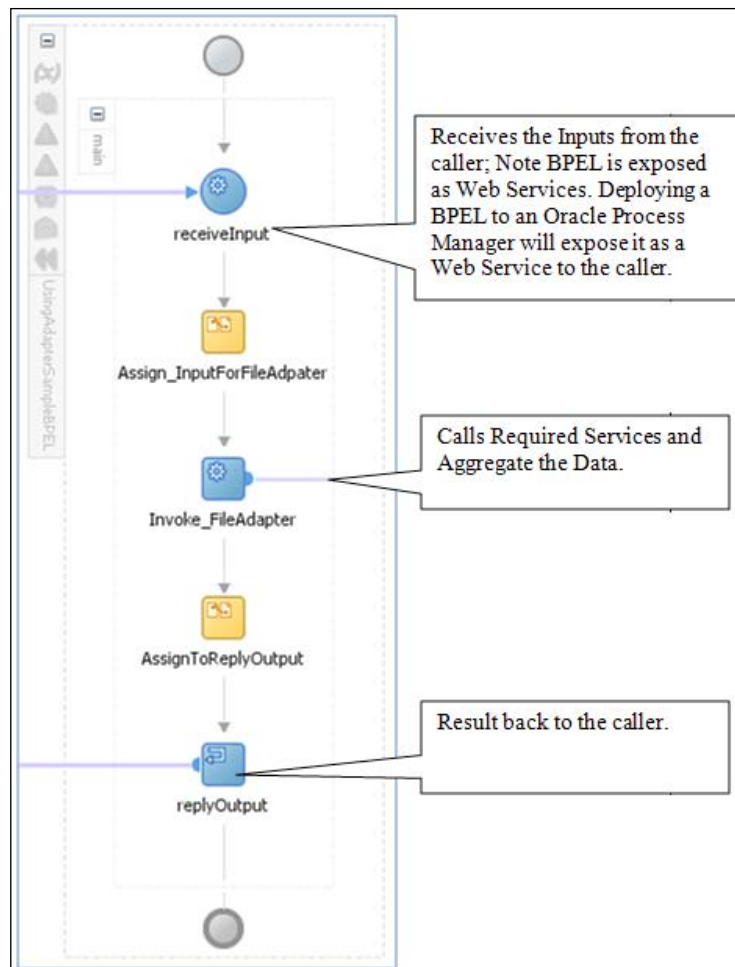 main
UsingAdapterSampleBPEL
receiveInput
Receives the Inputs from the
caller; Note BPEL is exposed
as Web Services. Deploying a
BPEL to an Oracle Process
Manager will expose it as a
Web Service to the caller.
Assign_InputForFileAdpater
Calls Required Services and
Aggregate the Data.
Invoke_FileAdapter
AssignToReplyOutput
Result back to the caller.
replyOutput